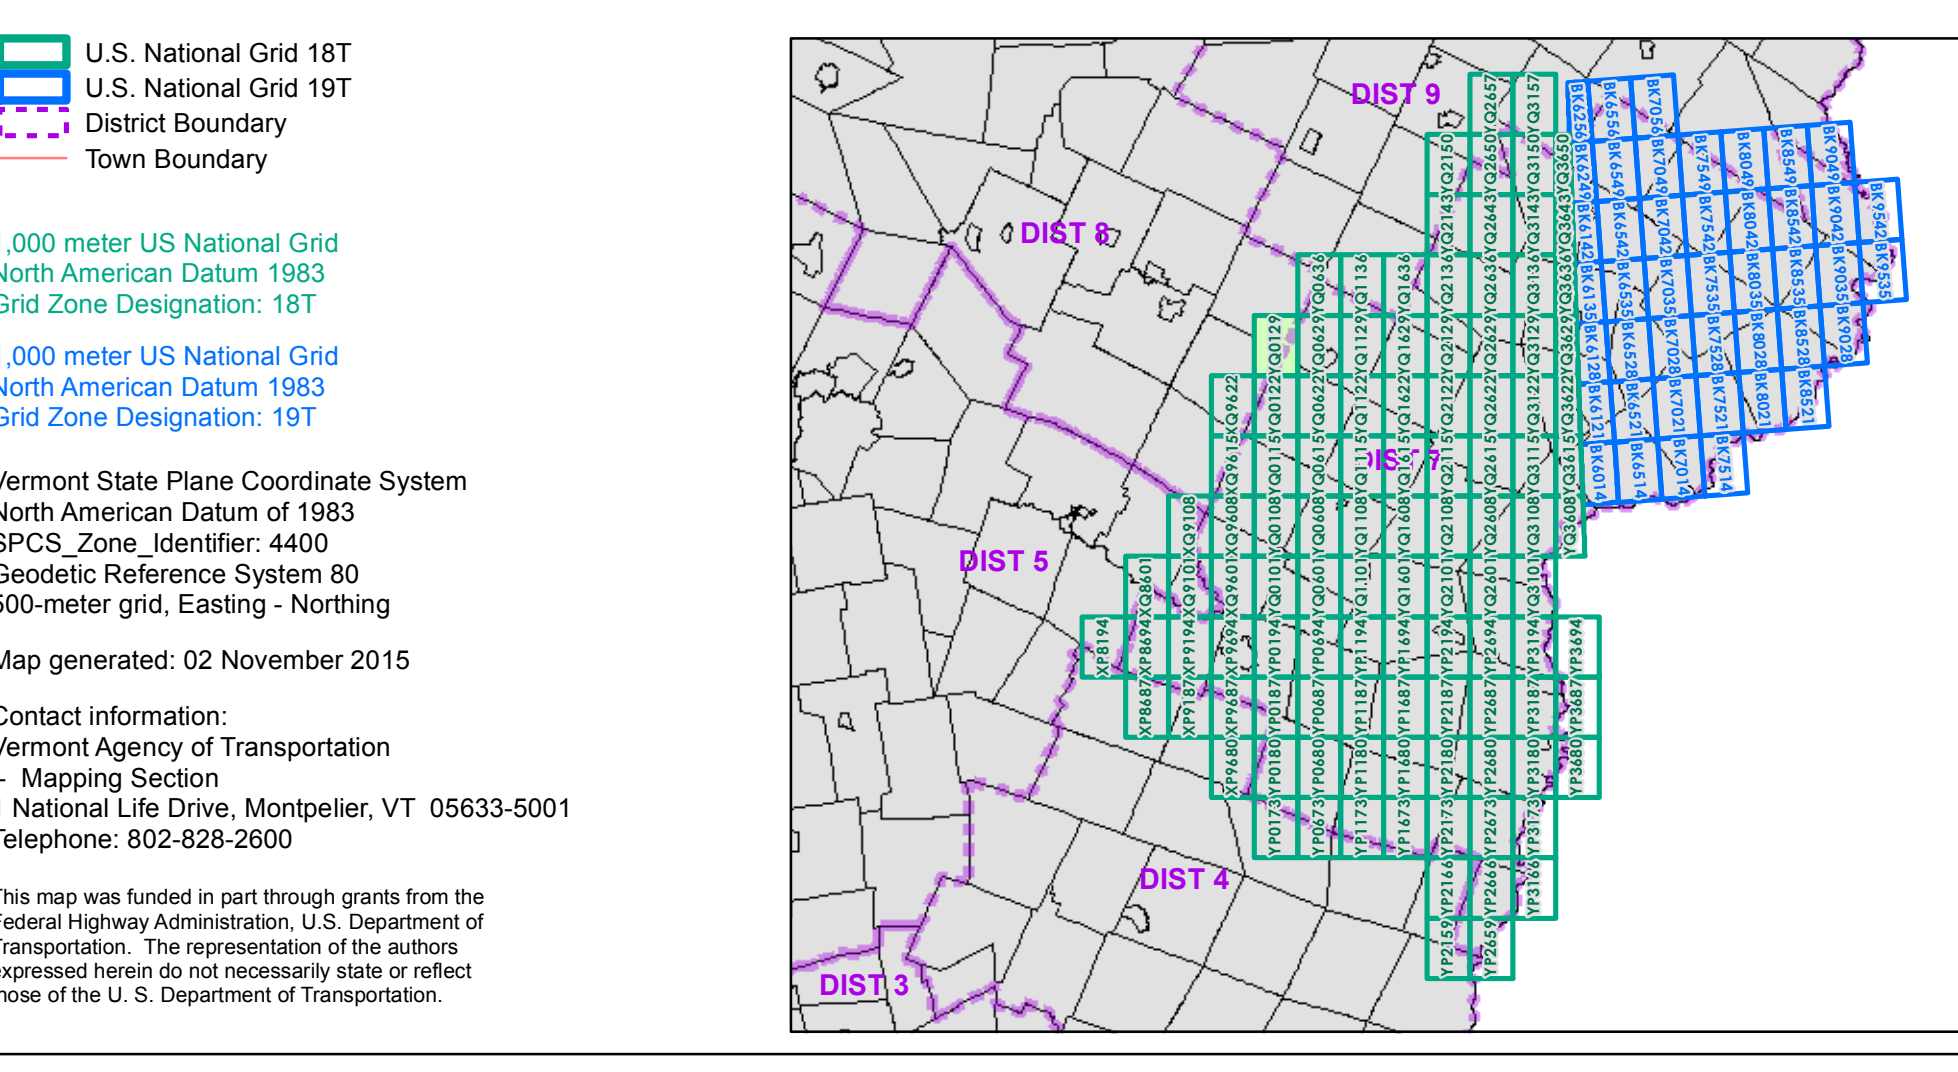 U.S. National Grid 18T
U.S. National Grid 19T
District Boundary
Town Boundary
,000 meter US National Grid
North American Datum 1983
Grid Zone Designation: 18T
,000 meter US National Grid
North American Datum 1983
Grid Zone Designation: 19T
Vermont State Plane Coordinate System
North American Datum of 1983
SPCS_Zone_Identifier: 4400
Geodetic Reference System 80
500-meter grid, Easting - Northing
Map generated: 02 November 2015
Contact information:
Vermont Agency of Transportation
- Mapping Section
1 National Life Drive, Montpelier, VT 05633-5001
Telephone: 802-828-2600
This map was funded in part through grants from the
Federal Highway Administration, U.S. Department of
Transportation. The representation of the authors
expressed herein do not necessarily state or reflect
those of the U. S. Department of Transportation.
DIST 9
DIST 8
DIST 7
DIST 5
DIST 4
DIST 3
YQ2657 YQ3157
YQ2150 YQ2650 YQ3150 YQ3650
YQ2143 YQ2643 YQ3143 YQ3643
YQ0636 YQ1136 YQ1636 YQ2136 YQ2636 YQ3136 YQ3636
YQ0129 YQ0629 YQ1129 YQ1629 YQ2129 YQ2629 YQ3129 YQ3629
XQ9622 YQ0122 YQ0622 YQ1122 YQ1622 YQ2122 YQ2622 YQ3122 YQ3622
XQ9615 YQ0115 YQ0615 YQ1115 YQ1615 YQ2115 YQ2615 YQ3115 YQ3615
XQ9108 XQ9608 YQ0108 YQ0608 YQ1108 YQ1608 YQ2108 YQ2608 YQ3108 YQ3608
XQ8601 XQ9101 XQ9601 YQ0101 YQ0601 YQ1101 YQ1601 YQ2101 YQ2601 YQ3101
XP8194 XP8694 XP9194 XP9694 YP0194 YP0694 YP1194 YP1694 YP2194 YP2694 YP3194 YP3694
XP8687 XP9187 XP9687 YP0187 YP0687 YP1187 YP1687 YP2187 YP2687 YP3187 YP3687
XP9680 YP0180 YP0680 YP1180 YP1680 YP2180 YP2680 YP3180 YP3680
YP0173 YP0673 YP1173 YP1673 YP2173 YP2673 YP3173
YP2166 YP2666 YP3166
YP2159 YP2659
BK6256 BK6556 BK7056
BK6249 BK6549 BK7049 BK7549 BK8049 BK8549 BK9049
BK6142 BK6542 BK7042 BK7542 BK8042 BK8542 BK9042 BK9542
BK6135 BK6535 BK7035 BK7535 BK8035 BK8535 BK9035 BK9535
BK6128 BK6528 BK7028 BK7528 BK8028 BK8528 BK9028
BK6121 BK6521 BK7021 BK7521 BK8021 BK8521
BK6014 BK6514 BK7014 BK7514